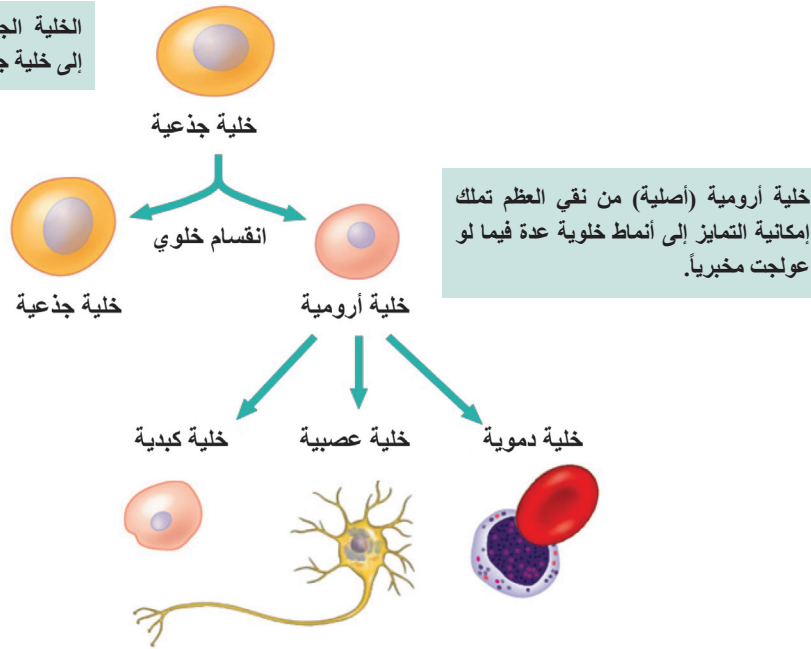 الخلية
إلى خلية
خلية جذعية
خلية أرومية (أصلية) من نقي العظم تملك
إمكانية التمايز إلى أنماط خلوية عدة فيما لو
عولجت مخبرياً.
انقسام خلوي
خلية جذعية
خلية أرومية
خلية دموية
خلية عصبية
خلية كبدية